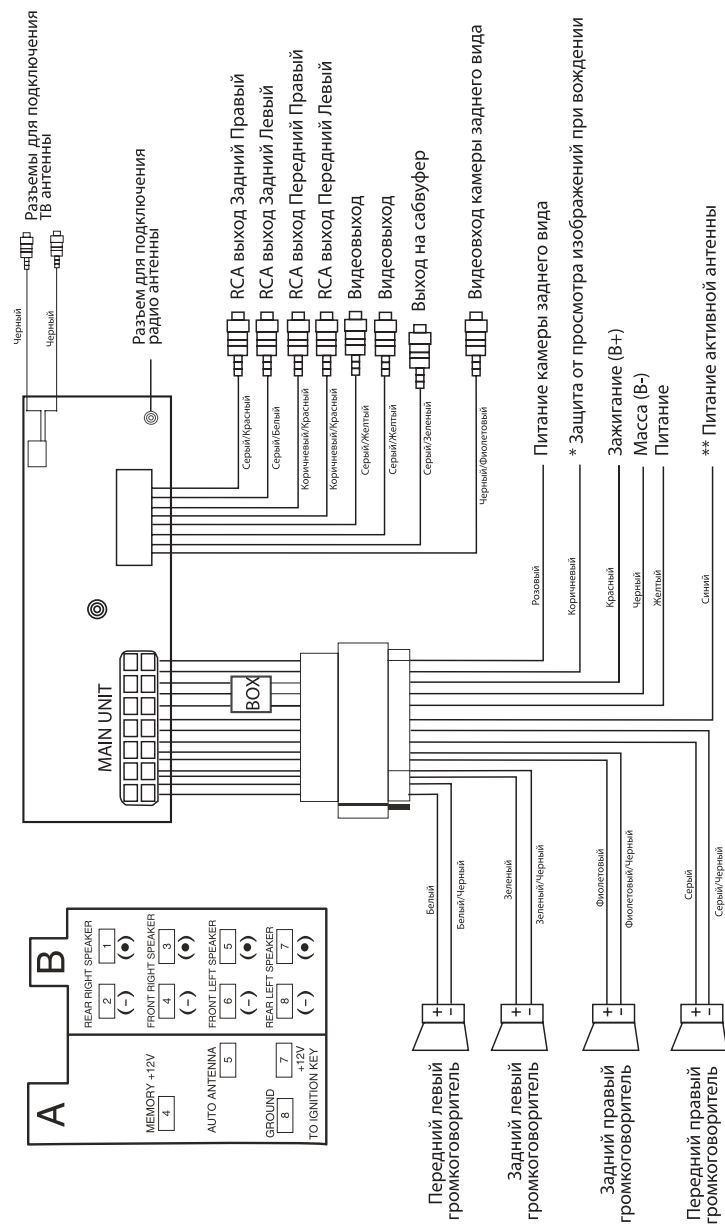 Разъемы для подключения
ТВ антенны
Черный
Черный
Разъем для подключения
радио антенны
RCA выход Задний Правый
RCA выход Задний Левый
RCA выход Передний Правый
RCA выход Передний Левый
Видеовыход
Видеовыход
Выход на сабвуфер
Видеовход камеры заднего вида
Серый/Красный
Серый/Белый
Коричневый/Красный
Коричневый/Красный
Серый/Желтый
Серый/Желтый
Серый/Зеленый
Черный/Фиолетовый
MAIN UNIT
BOX
Питание камеры заднего вида
* Защита от просмотра изображений при вождении
Зажигание (B+)
Масса (B-)
Питание
** Питание активной антенны
Розовый
Коричневый
Красный
Черный
Желтый
Синий
Белый
Белый/Черный
Зеленый
Зеленый/Черный
Фиолетовый
Фиолетовый/Черный
Серый
Серый/Черный
+
–
+
–
+
–
+
–
Передний левый
громкоговоритель
Задний левый
громкоговоритель
Задний правый
громкоговоритель
Передний правый
громкоговоритель
A
B
MEMORY +12V
4
AUTO ANTENNA
5
GROUND
8
7
+12V
TO IGNITION KEY
REAR RIGHT SPEAKER
2
1
(–)
(●)
FRONT RIGHT SPEAKER
4
3
(–)
(●)
FRONT LEFT SPEAKER
6
5
(–)
(●)
REAR LEFT SPEAKER
8
7
(–)
(●)